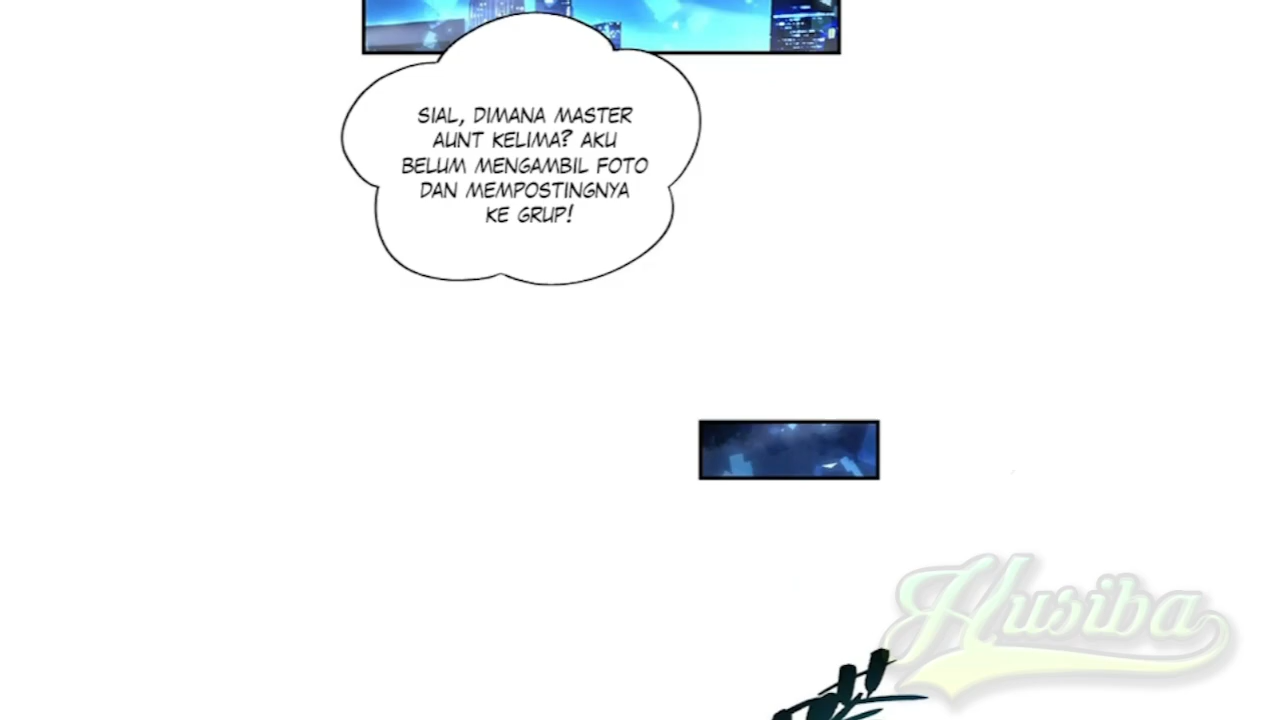 SIAL, DIMANA MASTER
AUNT KELIMA? AKU
BELUM MENGAMBIL FOTO
DAN MEMPOSTINGNYA
KE GRUP!
Husiba